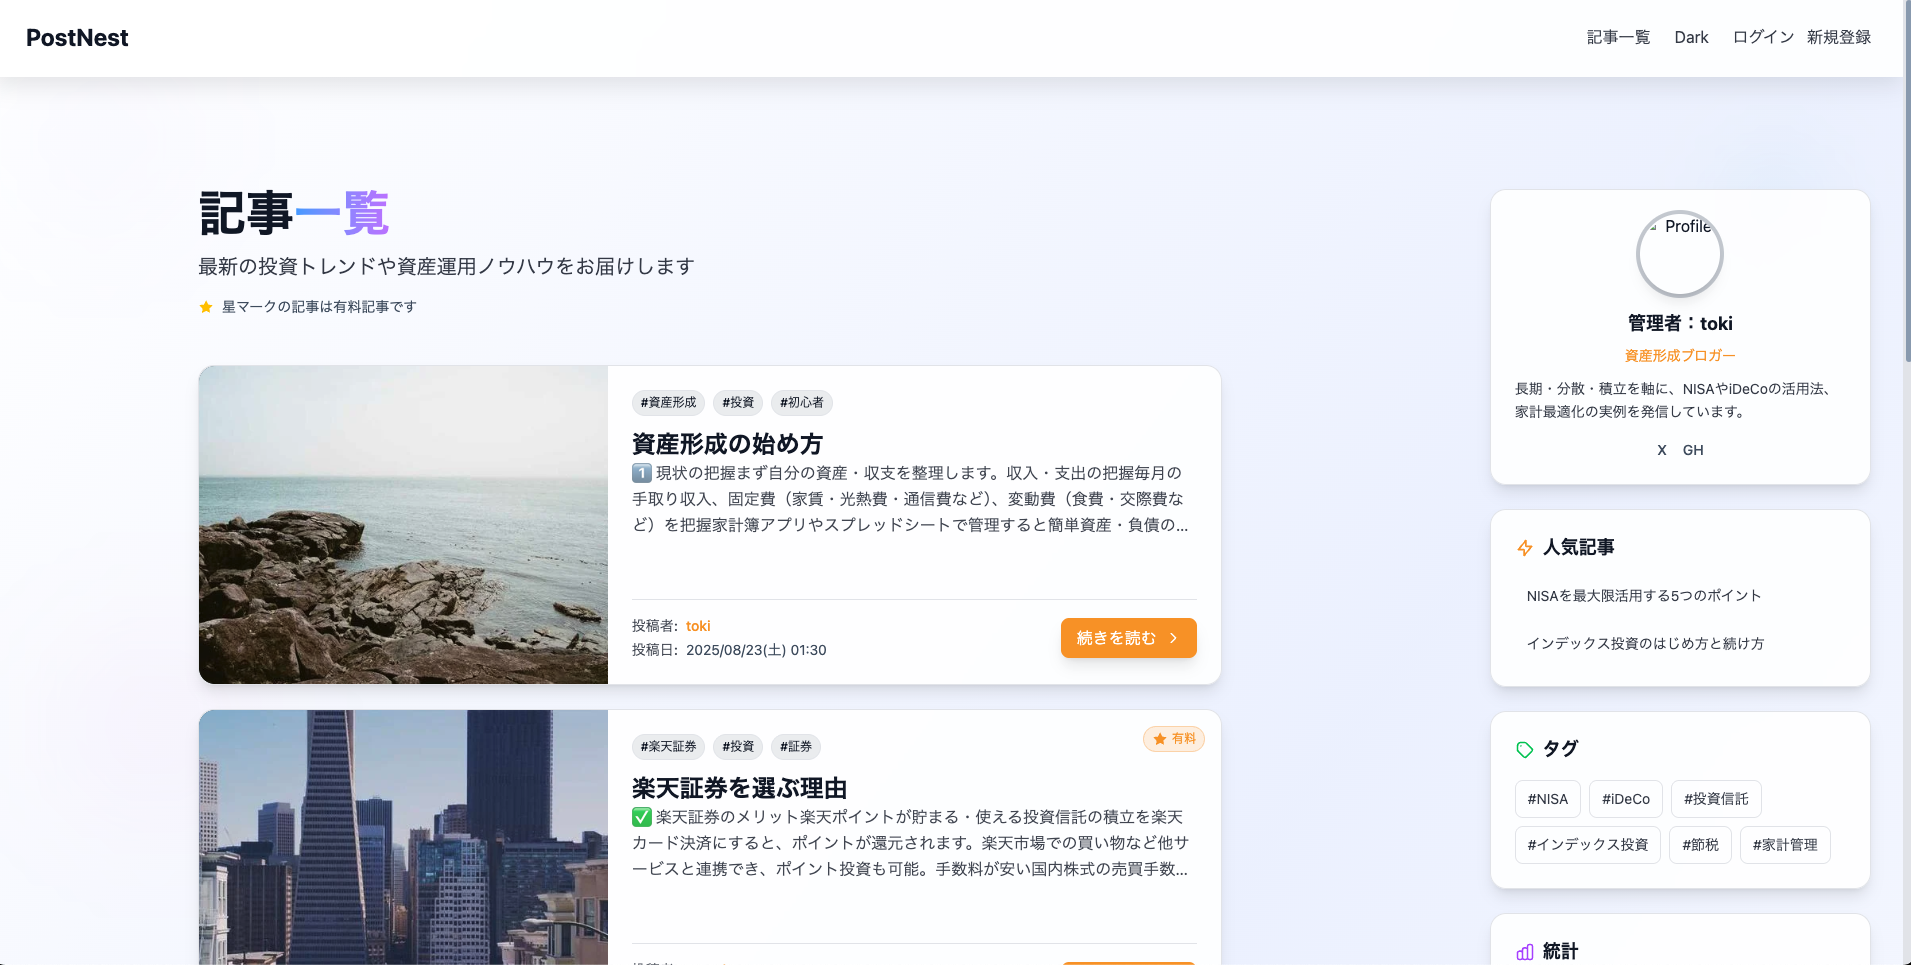 PostNest
記事一覧 Dark ログイン 新規登録
記事一覧
最新の投資トレンドや資産運用ノウハウをお届けします
星マークの記事は有料記事です
#資産形成 #投資 #初心者
資産形成の始め方
1️⃣ 現状の把握まず自分の資産・収支を整理します。収入・支出の把握毎月の
手取り収入、固定費（家賃・光熱費・通信費など）、変動費（食費・交際費な
ど）を把握家計簿アプリやスプレッドシートで管理すると簡単資産・負債の...
投稿者: toki
投稿日: 2025/08/23(土) 01:30
続きを読む
有料
#楽天証券 #投資 #証券
楽天証券を選ぶ理由
✅ 楽天証券のメリット楽天ポイントが貯まる・使える投資信託の積立を楽天
カード決済にすると、ポイントが還元されます。楽天市場での買い物など他サ
ービスと連携でき、ポイント投資も可能。手数料が安い国内株式の売買手数...
Profile
管理者：toki
資産形成ブロガー
長期・分散・積立を軸に、NISAやiDeCoの活用法、
家計最適化の実例を発信しています。
X GH
人気記事
NISAを最大限活用する5つのポイント
インデックス投資のはじめ方と続け方
タグ
#NISA #iDeCo #投資信託
#インデックス投資 #節税 #家計管理
統計